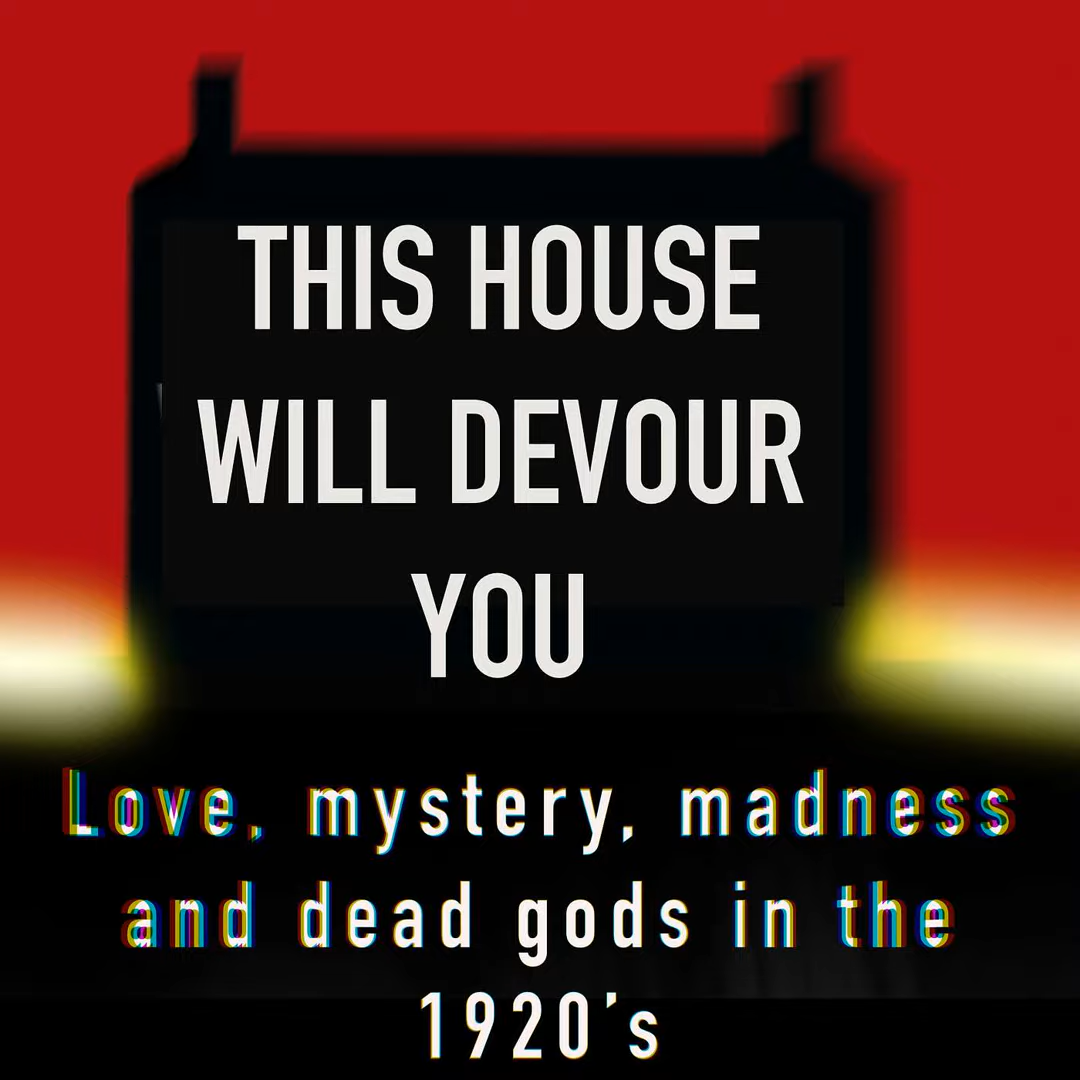 THIS HOUSE
WILL DEVOUR
YOU
Love, mystery, madness
and dead gods in the
1920's